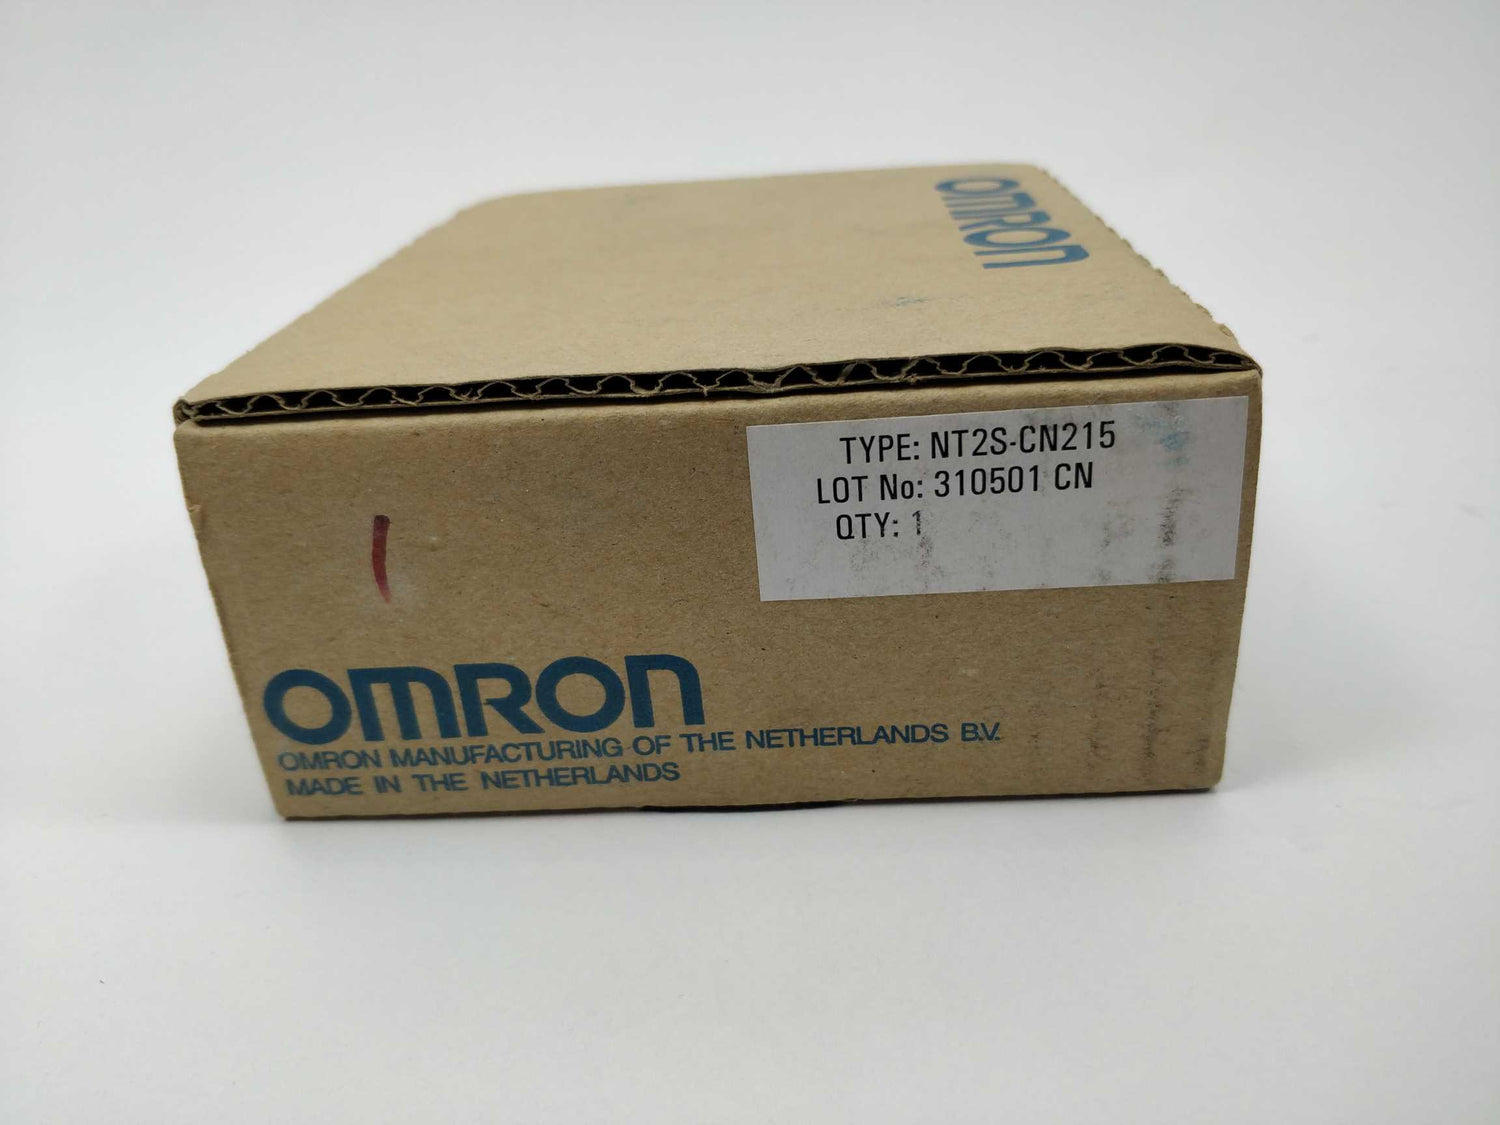 OMRON
TYPE: NT2S-CN215
LOT No: 310501 CN
QTY: 1
OMRON
OMRON MANUFACTURING OF THE NETHERLANDS B.V.
MADE IN THE NETHERLANDS